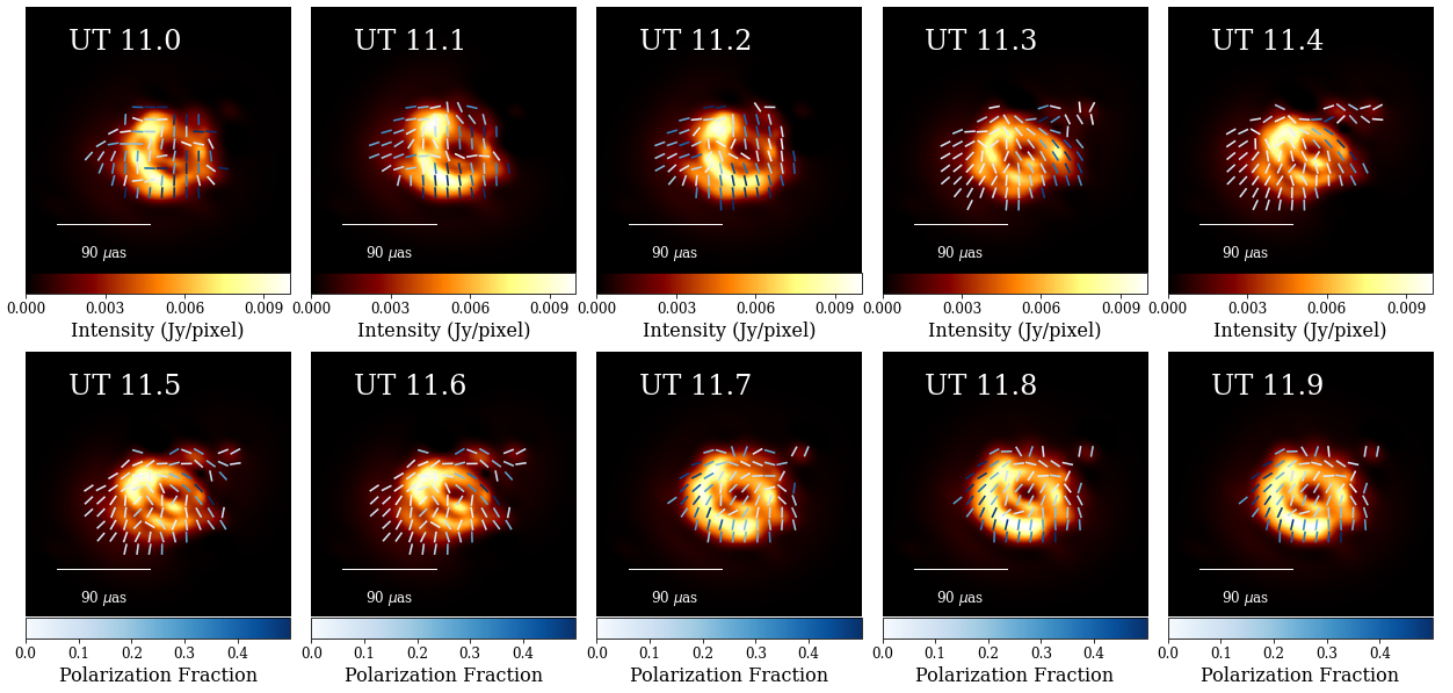 UT 11.0 UT 11.1 UT 11.2 UT 11.3 UT 11.4
90 μas 90 μas 90 μas 90 μas 90 μas
0.000 0.003 0.006 0.009 0.000 0.003 0.006 0.009 0.000 0.003 0.006 0.009 0.000 0.003 0.006 0.009 0.000 0.003 0.006 0.009
Intensity (Jy/pixel) Intensity (Jy/pixel) Intensity (Jy/pixel) Intensity (Jy/pixel) Intensity (Jy/pixel)
UT 11.5 UT 11.6 UT 11.7 UT 11.8 UT 11.9
90 μas 90 μas 90 μas 90 μas 90 μas
0.0 0.1 0.2 0.3 0.4 0.0 0.1 0.2 0.3 0.4 0.0 0.1 0.2 0.3 0.4 0.0 0.1 0.2 0.3 0.4 0.0 0.1 0.2 0.3 0.4
Polarization Fraction Polarization Fraction Polarization Fraction Polarization Fraction Polarization Fraction